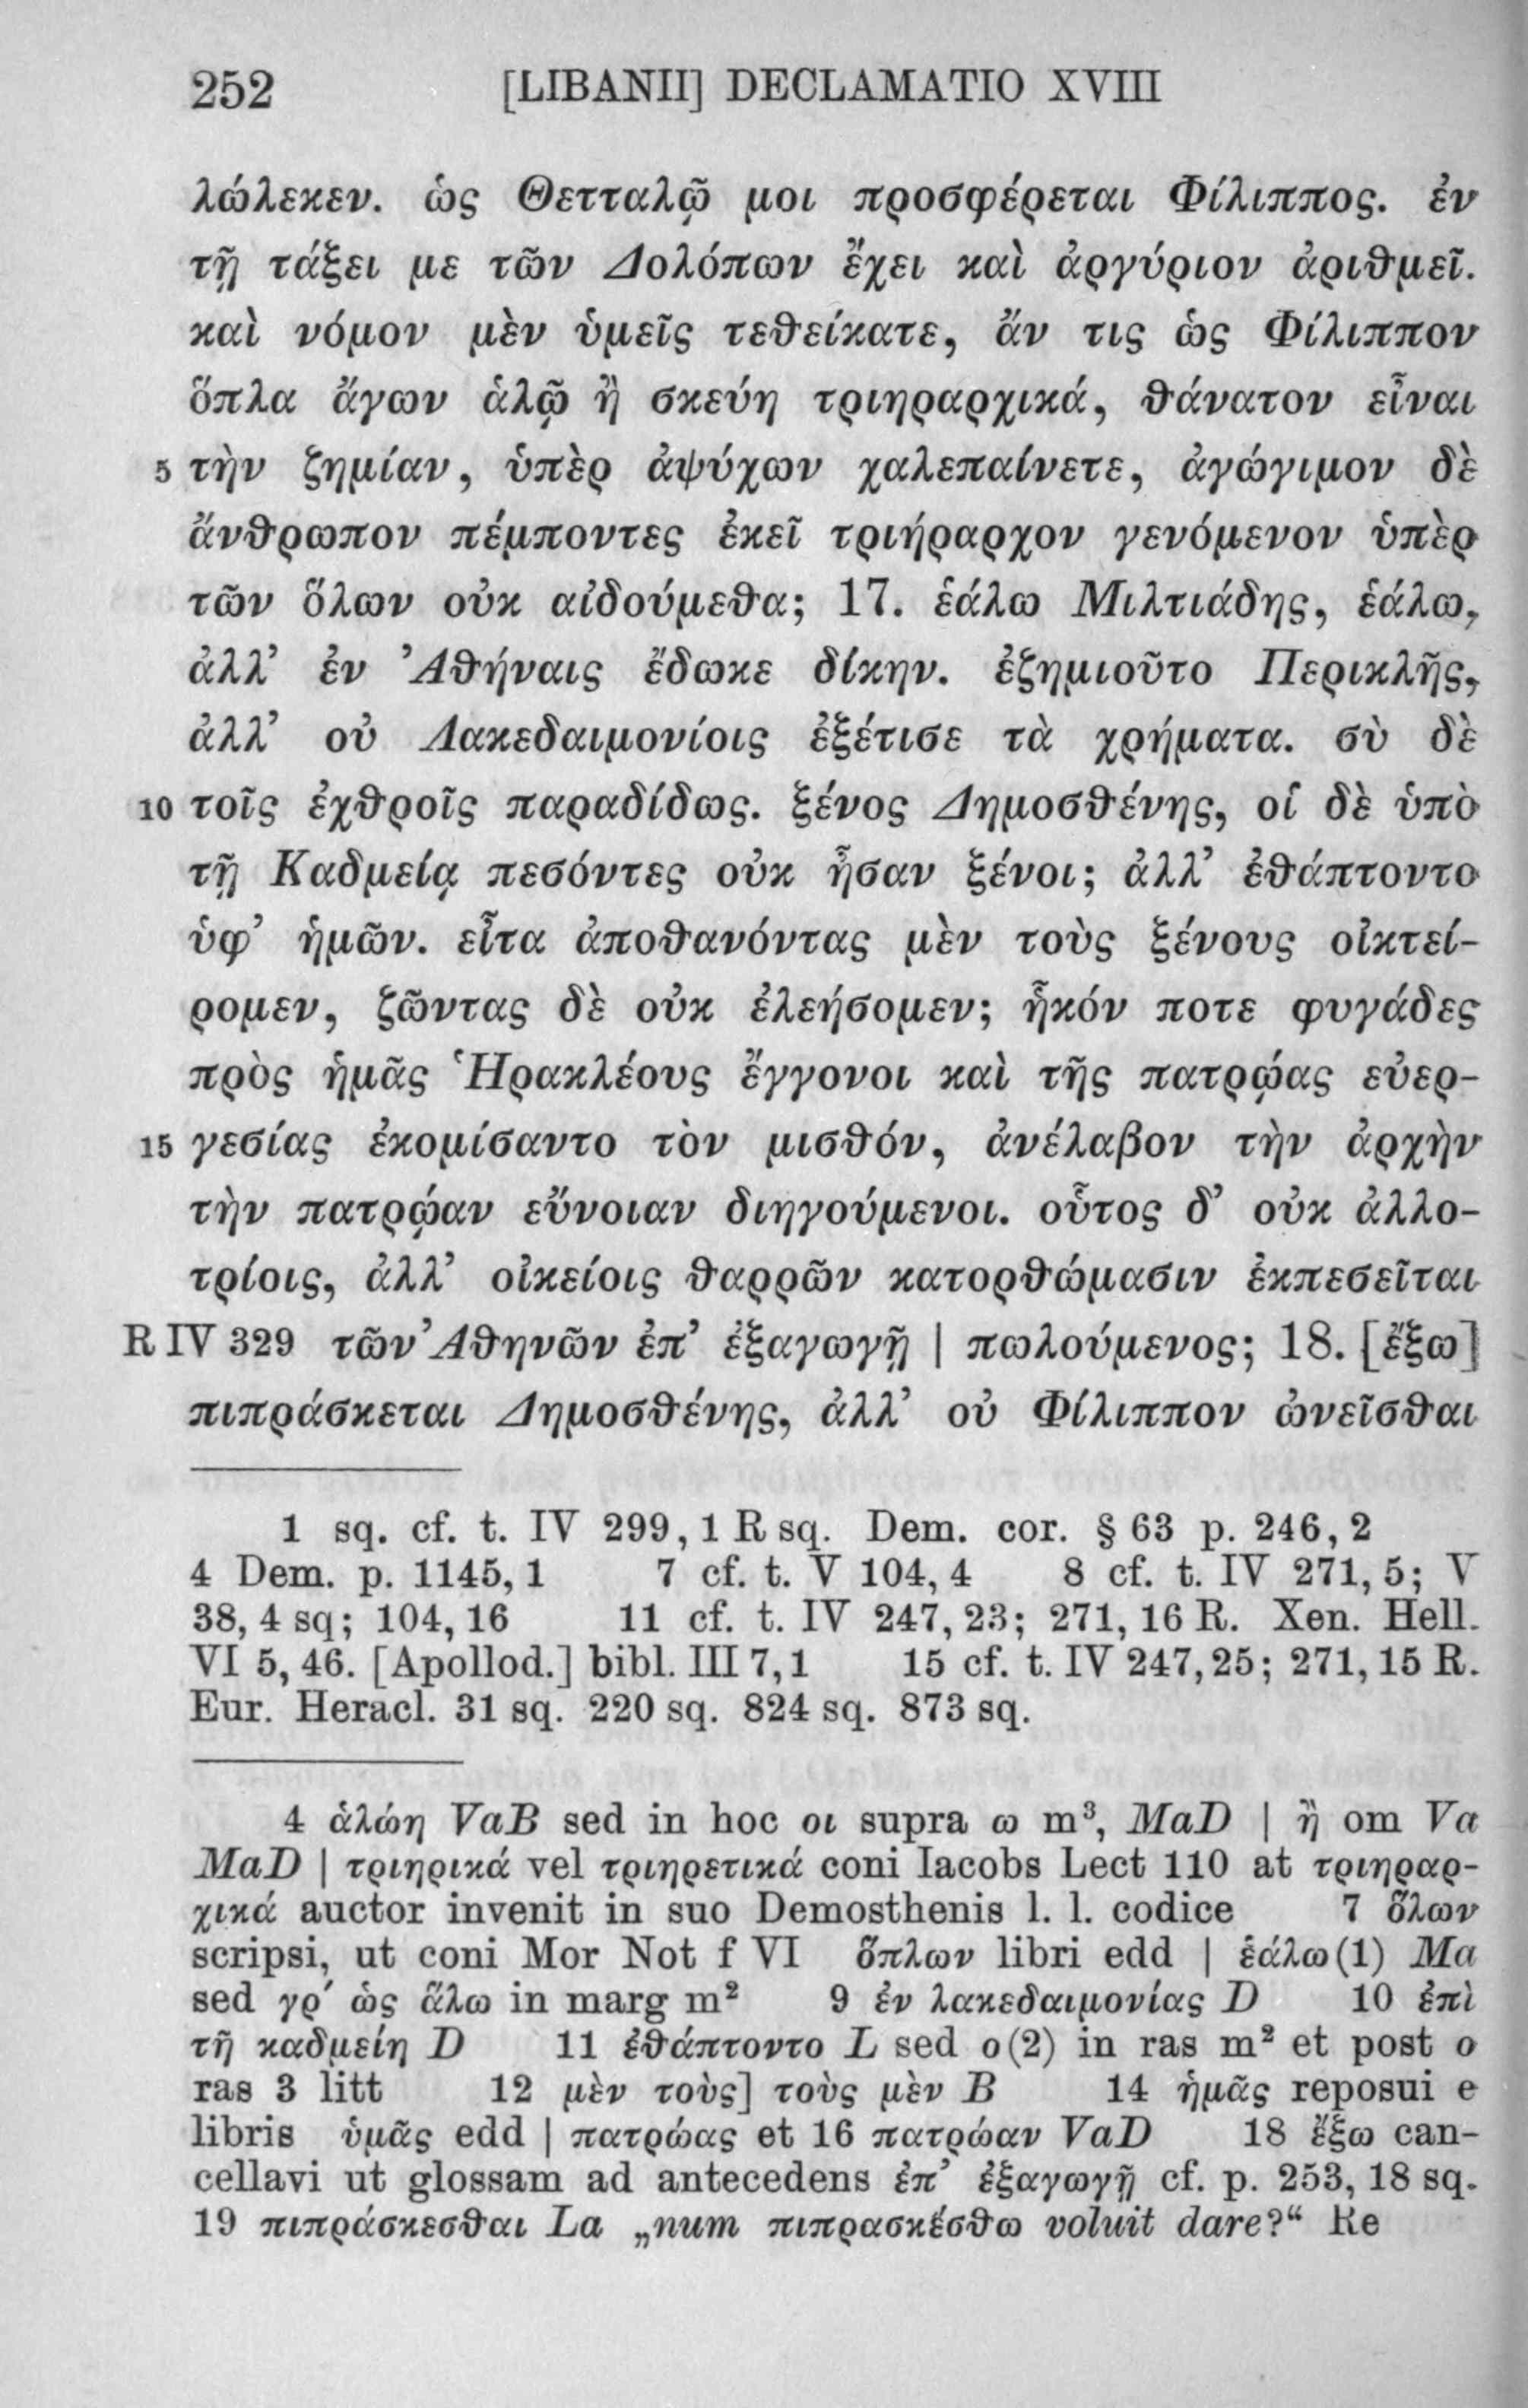 252 [LIBANII] DECLAMATIO XVIII
λώλεκεν. ὡς Θετταλῷ μοι προσφέρεται Φίλιππος. ἐν
τῇ τάξει με τῶν Δολόπων ἔχει καὶ ἀργύριον ἀριθμεῖ.
καὶ νόμον μὲν ὑμεῖς τεθείκατε, ἄν τις ὡς Φίλιππον
ὅπλα ἄγων ἁλῷ ἢ σκεύη τριηραρχικά, θάνατον εἶναι
5 τὴν ζημίαν, ὑπὲρ ἀψύχων χαλεπαίνετε, ἀγώγιμον δὲ
ἄνθρωπον πέμποντες ἐκεῖ τριήραρχον γενόμενον ὑπὲρ
τῶν ὅλων οὐκ αἰδούμεθα; 17. ἑάλω Μιλτιάδης, ἑάλω,
ἀλλ’ ἐν Ἀθήναις ἔδωκε δίκην. ἐζημιοῦτο Περικλῆς,
ἀλλ’ οὐ Λακεδαιμονίοις ἐξέτισε τὰ χρήματα. σὺ δὲ
10 τοῖς ἐχθροῖς παραδίδως. ξένος Δημοσθένης, οἱ δὲ ὑπὸ
τῇ Καδμείᾳ πεσόντες οὐκ ἦσαν ξένοι; ἀλλ’ ἐθάπτοντο
ὑφ’ ἡμῶν. εἶτα ἀποθανόντας μὲν τοὺς ξένους οἰκτεί-
ρομεν, ζῶντας δὲ οὐκ ἐλεήσομεν; ἧκόν ποτε φυγάδες
πρὸς ἡμᾶς Ἡρακλέους ἔγγονοι καὶ τῆς πατρῴας εὐερ-
15 γεσίας ἐκομίσαντο τὸν μισθόν, ἀνέλαβον τὴν ἀρχὴν
τὴν πατρῴαν εὔνοιαν διηγούμενοι. οὗτος δ’ οὐκ ἀλλο-
τρίοις, ἀλλ’ οἰκείοις θαρρῶν κατορθώμασιν ἐκπεσεῖται
R IV 329 τῶν Ἀθηνῶν ἐπ’ ἐξαγωγῇ | πωλούμενος; 18. [ἔξω]
πιπράσκεται Δημοσθένης, ἀλλ’ οὐ Φίλιππον ὠνεῖσθαι
1 sq. cf. t. IV 299, 1 R sq. Dem. cor. § 63 p. 246, 2
4 Dem. p. 1145, 1 7 cf. t. V 104, 4 8 cf. t. IV 271, 5; V
38, 4 sq; 104, 16 11 cf. t. IV 247, 23; 271, 16 R. Xen. Hell.
VI 5, 46. [Apollod.] bibl. III 7, 1 15 cf. t. IV 247, 25; 271, 15 R.
Eur. Heracl. 31 sq. 220 sq. 824 sq. 873 sq.
4 ἁλώη VaB sed in hoc οι supra ω m³, MaD | ἢ om Va
MaD | τριηρικά vel τριηρετικά coni Iacobs Lect 110 at τριηραρ-
χικά auctor invenit in suo Demosthenis l. l. codice 7 ὅλων
scripsi, ut coni Mor Not f VI ὅπλων libri edd | ἑάλω (1) Ma
sed γρ΄ ὡς ἅλω in marg m² 9 ἐν λακεδαιμονίας D 10 ἐπὶ
τῆ καδμείη D 11 ἐθάπτοντο L sed ο (2) in ras m² et post ο
ras 3 litt 12 μὲν τοὺς] τοὺς μὲν B 14 ἡμᾶς reposui e
libris ὑμᾶς edd | πατρώας et 16 πατρώαν VaD 18 ἔξω can-
cellavi ut glossam ad antecedens ἐπ’ ἐξαγωγῇ cf. p. 253, 18 sq.
19 πιπράσκεσθαι La „num πιπρασκέσθω voluit dare?“ Re